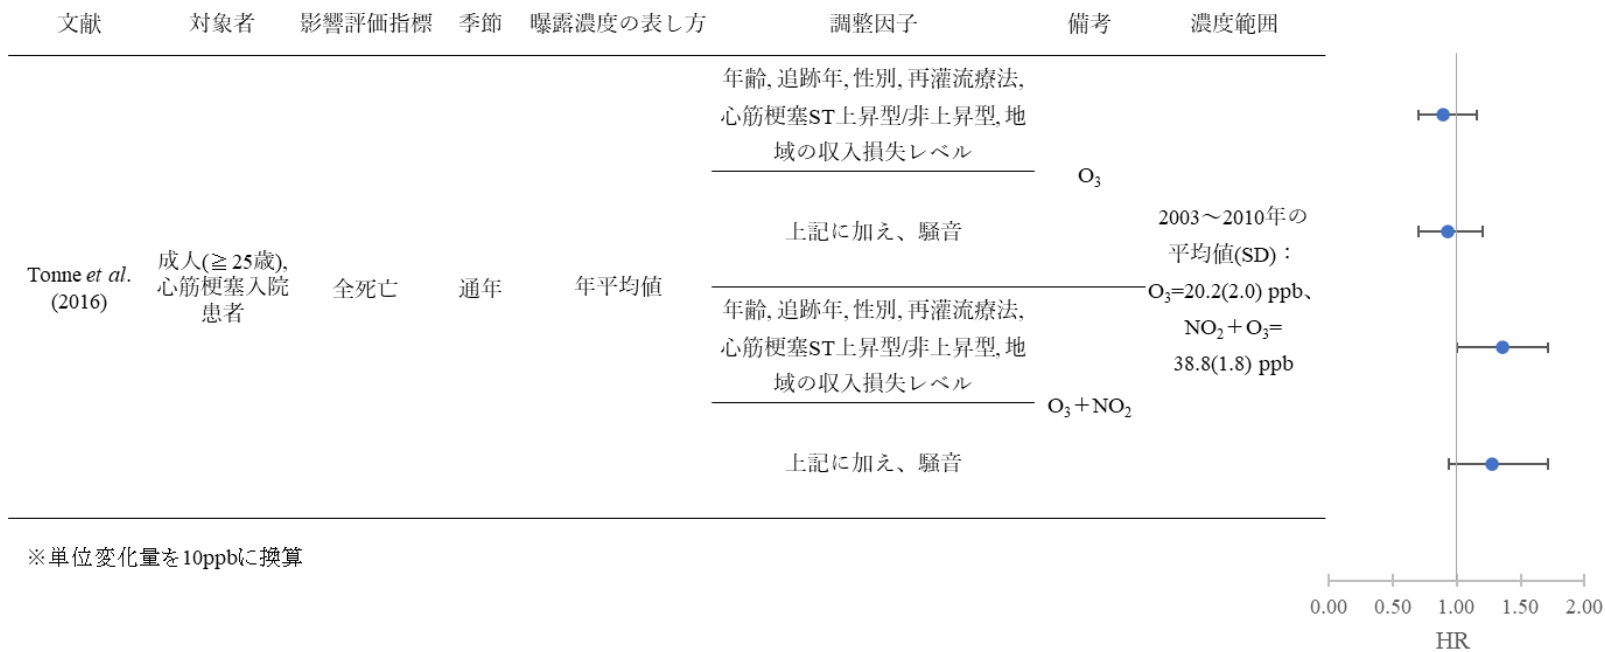 文献 対象者 影響評価指標 季節 曝露濃度の表し方 調整因子 備考 濃度範囲
年齢, 追跡年, 性別, 再灌流療法,
心筋梗塞ST上昇型/非上昇型, 地
域の収入損失レベル
O3
上記に加え、騒音
Tonne et al.
(2016)
成人(≧25歳),
心筋梗塞入院
患者
全死亡
通年
年平均値
2003～2010年の
平均値(SD)：
O3=20.2(2.0) ppb、
NO2＋O3=
38.8(1.8) ppb
年齢, 追跡年, 性別, 再灌流療法,
心筋梗塞ST上昇型/非上昇型, 地
域の収入損失レベル
O3＋NO2
上記に加え、騒音
※単位変化量を10ppbに換算
0.00 0.50 1.00 1.50 2.00
HR